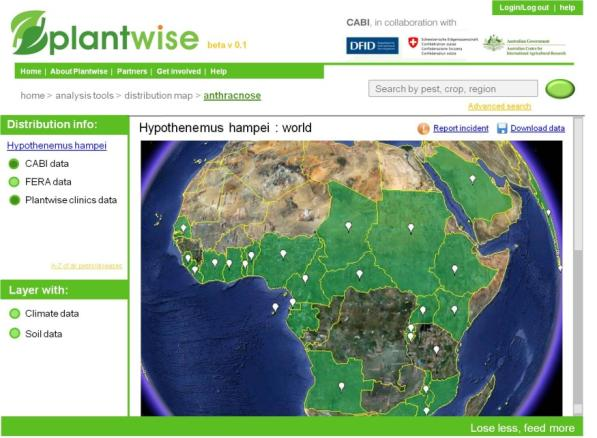 Login/Log out | help
plantwise beta v 0.1
CABI, in collaboration with
DFID
Schweizerische Eidgenossenschaft
Confédération suisse
Confederazione Svizzera
Confederaziun svizra
Australian Government
Australian Centre for
International Agricultural Research
Home | About Plantwise | Partners | Get involved | Help
home > analysis tools > distribution map > anthracnose
Search by pest, crop, region
Advanced search
Distribution info:
Hypothenemus hampei
CABI data
FERA data
Plantwise clinics data
A-Z of all pests/diseases
Layer with:
Climate data
Soil data
Hypothenemus hampei : world
Report incident
Download data
Lose less, feed more